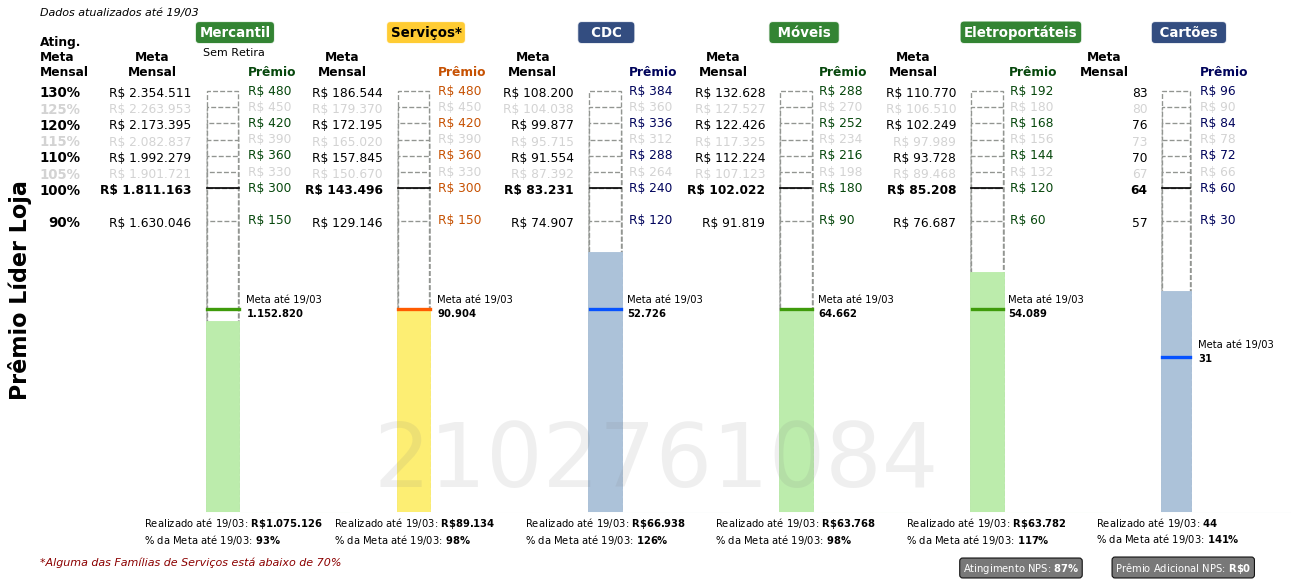 Dados atualizados até 19/03
Mercantil Serviços* CDC Móveis Eletroportáteis Cartões
Sem Retira
Ating. Meta Mensal Meta Mensal Prêmio Meta Mensal Prêmio Meta Mensal Prêmio Meta Mensal Prêmio Meta Mensal Prêmio Meta Mensal Prêmio
130% R$ 2.354.511 R$ 480 R$ 186.544 R$ 480 R$ 108.200 R$ 384 R$ 132.628 R$ 288 R$ 110.770 R$ 192 83 R$ 96
125% R$ 2.263.953 R$ 450 R$ 179.370 R$ 450 R$ 104.038 R$ 360 R$ 127.527 R$ 270 R$ 106.510 R$ 180 80 R$ 90
120% R$ 2.173.395 R$ 420 R$ 172.195 R$ 420 R$ 99.877 R$ 336 R$ 122.426 R$ 252 R$ 102.249 R$ 168 76 R$ 84
115% R$ 2.082.837 R$ 390 R$ 165.020 R$ 390 R$ 95.715 R$ 312 R$ 117.325 R$ 234 R$ 97.989 R$ 156 73 R$ 78
110% R$ 1.992.279 R$ 360 R$ 157.845 R$ 360 R$ 91.554 R$ 288 R$ 112.224 R$ 216 R$ 93.728 R$ 144 70 R$ 72
105% R$ 1.901.721 R$ 330 R$ 150.670 R$ 330 R$ 87.392 R$ 264 R$ 107.123 R$ 198 R$ 89.468 R$ 132 67 R$ 66
100% R$ 1.811.163 R$ 300 R$ 143.496 R$ 300 R$ 83.231 R$ 240 R$ 102.022 R$ 180 R$ 85.208 R$ 120 64 R$ 60
90% R$ 1.630.046 R$ 150 R$ 129.146 R$ 150 R$ 74.907 R$ 120 R$ 91.819 R$ 90 R$ 76.687 R$ 60 57 R$ 30
Prêmio Líder Loja
Meta até 19/03 Meta até 19/03 Meta até 19/03 Meta até 19/03 Meta até 19/03
1.152.820 90.904 52.726 64.662 54.089
Meta até 19/03
31
2102761084
Realizado até 19/03: R$1.075.126 Realizado até 19/03: R$89.134 Realizado até 19/03: R$66.938 Realizado até 19/03: R$63.768 Realizado até 19/03: R$63.782 Realizado até 19/03: 44
% da Meta até 19/03: 93% % da Meta até 19/03: 98% % da Meta até 19/03: 126% % da Meta até 19/03: 98% % da Meta até 19/03: 117% % da Meta até 19/03: 141%
*Alguma das Famílias de Serviços está abaixo de 70%
Atingimento NPS: 87% Prêmio Adicional NPS: R$0